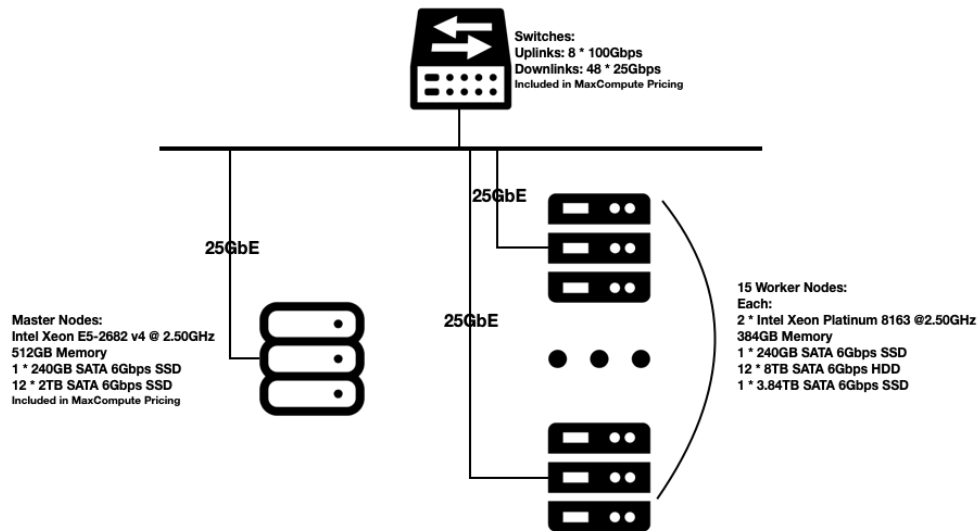 Switches:
Uplinks: 8 * 100Gbps
Downlinks: 48 * 25Gbps
Included in MaxCompute Pricing
25GbE
25GbE
25GbE
Master Nodes:
Intel Xeon E5-2682 v4 @ 2.50GHz
512GB Memory
1 * 240GB SATA 6Gbps SSD
12 * 2TB SATA 6Gbps SSD
Included in MaxCompute Pricing
15 Worker Nodes:
Each:
2 * Intel Xeon Platinum 8163 @2.50GHz
384GB Memory
1 * 240GB SATA 6Gbps SSD
12 * 8TB SATA 6Gbps HDD
1 * 3.84TB SATA 6Gbps SSD